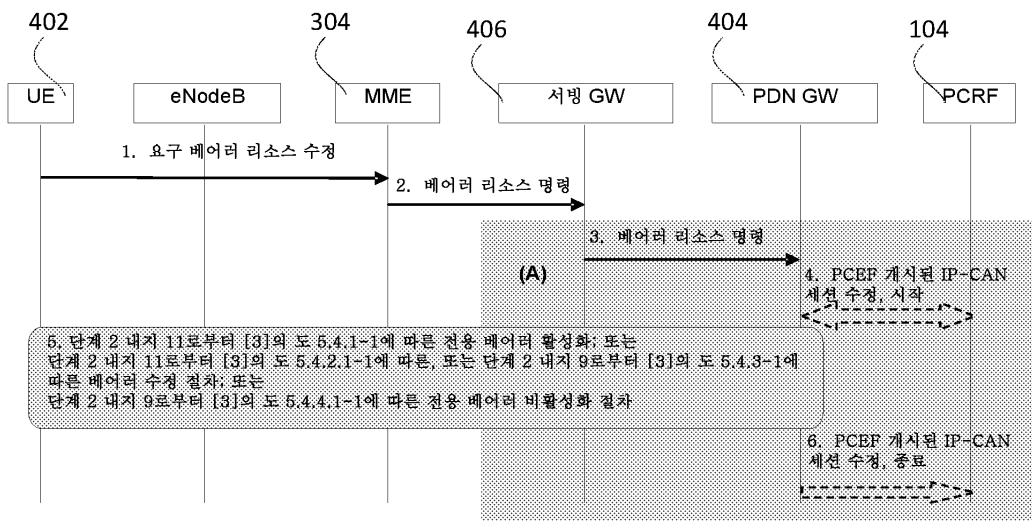 402
304
406
404
104
UE
eNodeB
MME
서빙 GW
PDN GW
PCRF
1. 요구 베어러 리소스 수정
2. 베어러 리소스 명령
3. 베어러 리소스 명령
(A)
4. PCEF 개시된 IP-CAN
세션 수정, 시작
5. 단계 2 내지 11로부터 [3]의 도 5.4.1-1에 따른 전용 베어러 활성화; 또는
단계 2 내지 11로부터 [3]의 도 5.4.2.1-1에 따른, 또는 단계 2 내지 9로부터 [3]의 도 5.4.3-1에
따른 베어러 수정 절차; 또는
단계 2 내지 9로부터 [3]의 도 5.4.4.1-1에 따른 전용 베어러 비활성화 절차
6. PCEF 개시된 IP-CAN
세션 수정, 종료